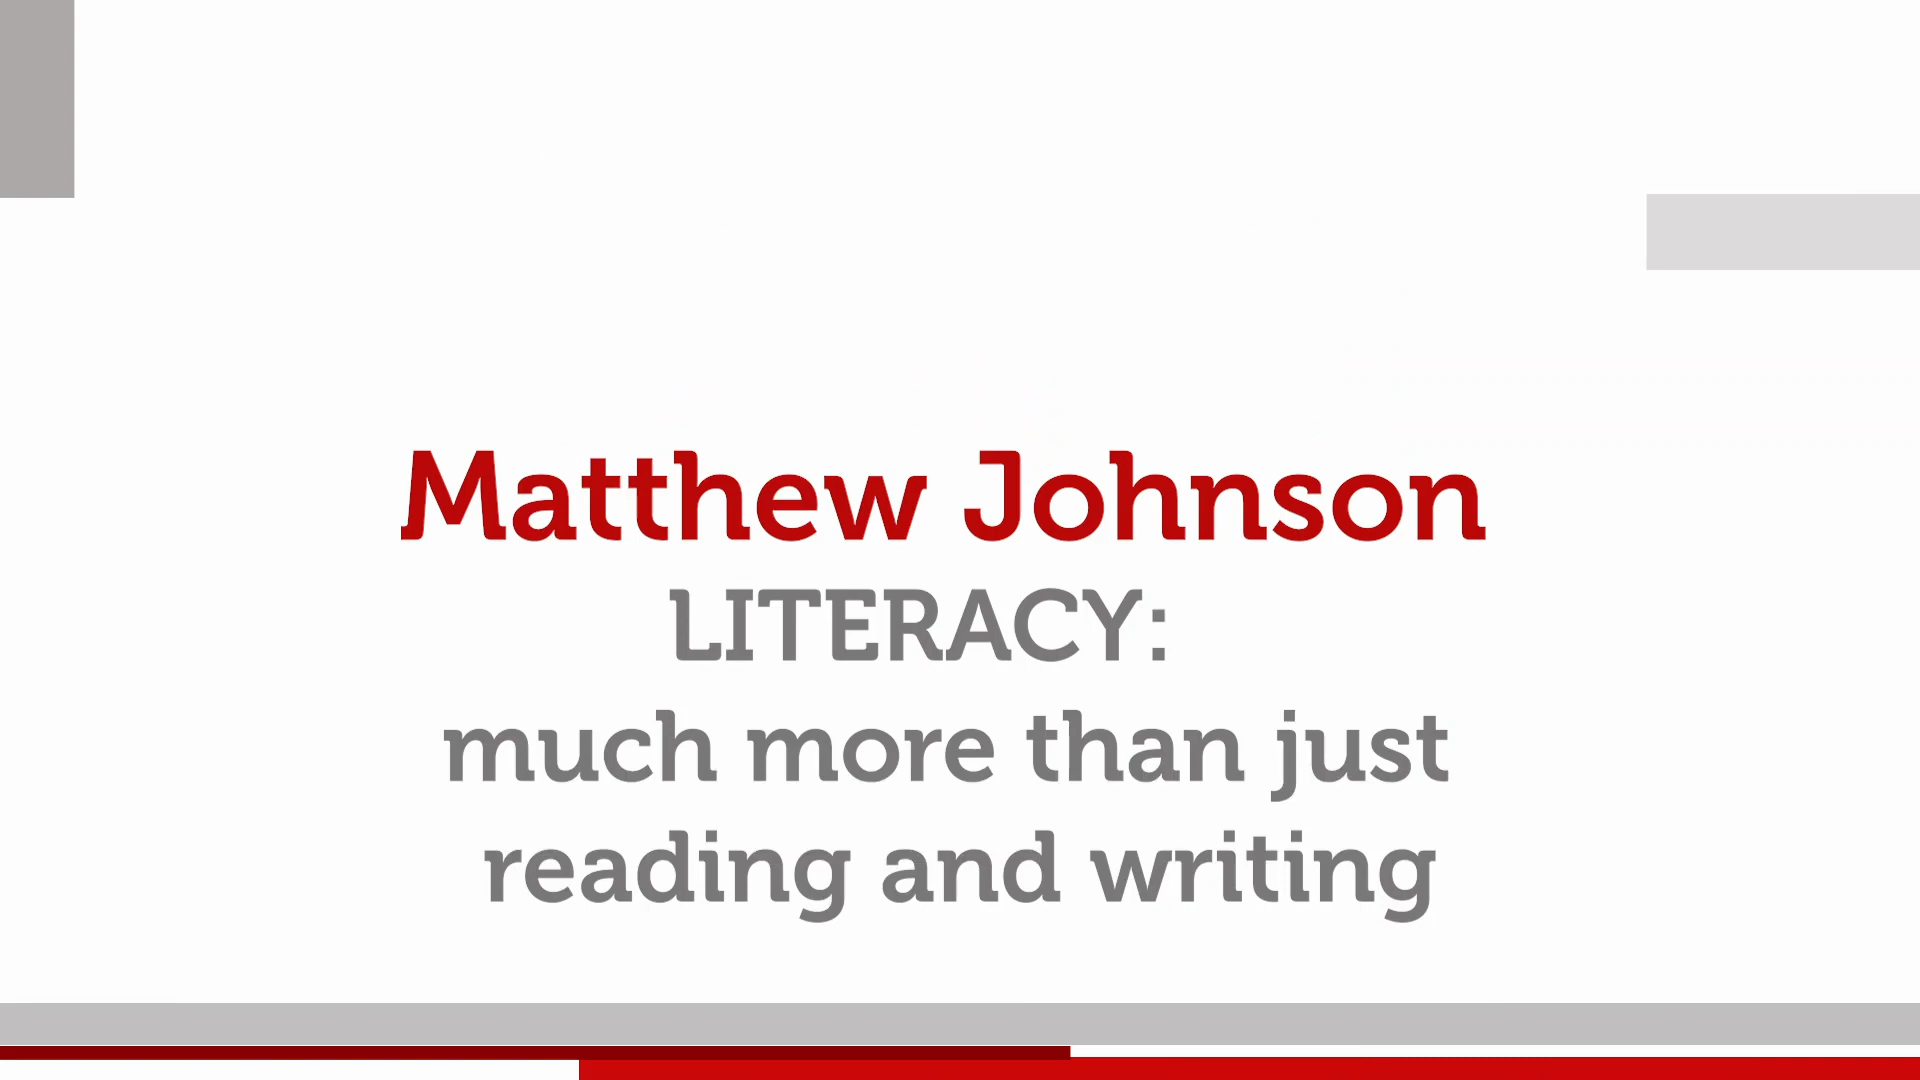 Matthew Johnson
LITERACY:
much more than just
reading and writing